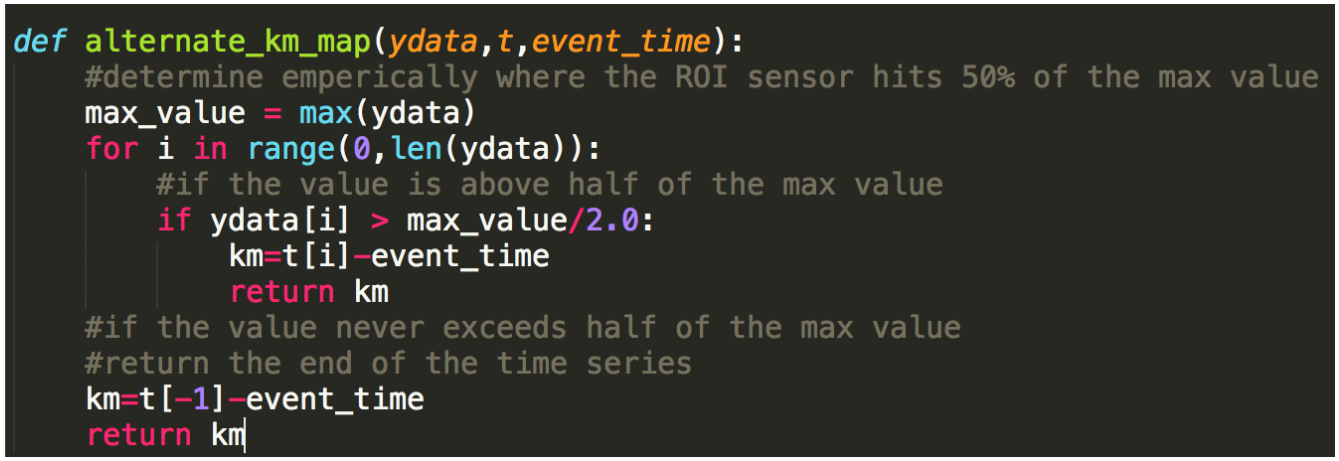 def alternate_km_map(ydata,t,event_time):
    #determine emperically where the ROI sensor hits 50% of the max value
    max_value = max(ydata)
    for i in range(0,len(ydata)):
        #if the value is above half of the max value
        if ydata[i] > max_value/2.0:
            km=t[i]-event_time
            return km
    #if the value never exceeds half of the max value
    #return the end of the time series
    km=t[-1]-event_time
    return km